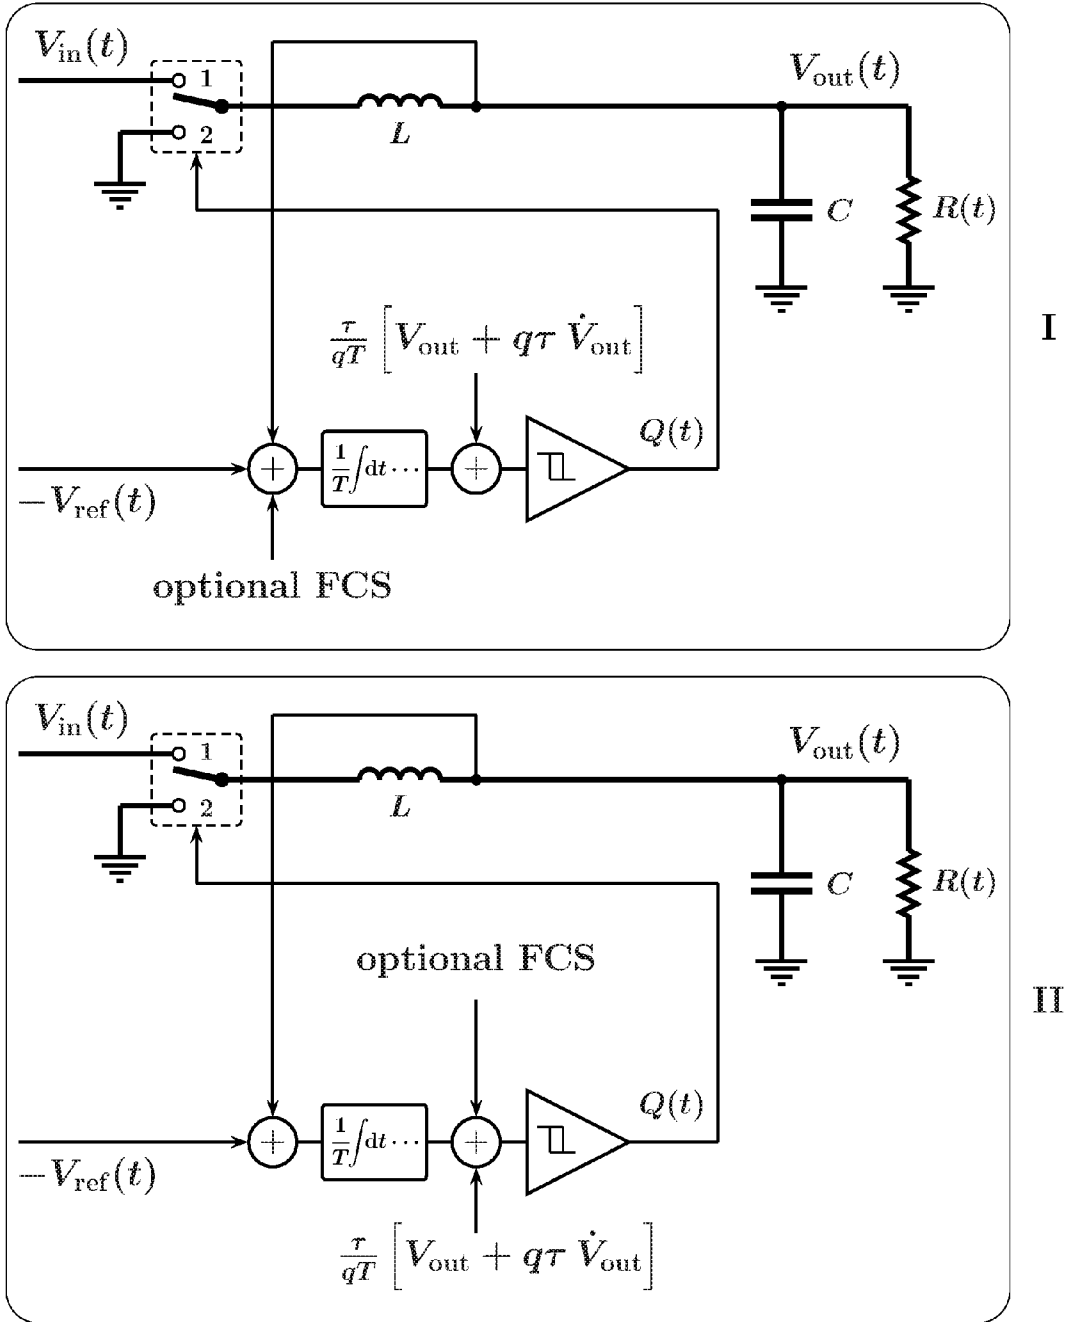 V_in(t)
1
2
L
V_out(t)
C
R(t)
τ/qT [V_out + qτ V̇_out]
Q(t)
1/T ∫dt···
+
+
−V_ref(t)
optional FCS
I
V_in(t)
1
2
L
V_out(t)
C
R(t)
optional FCS
Q(t)
1/T ∫dt···
+
+
−V_ref(t)
τ/qT [V_out + qτ V̇_out]
II